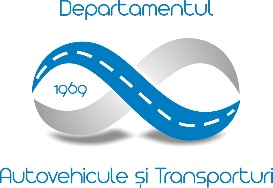 Departamentul
1969
Autovehicule și Transporturi